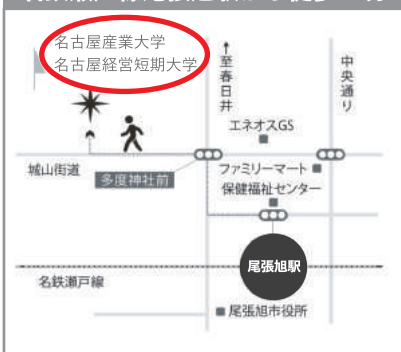 名古屋産業大学
名古屋経営短期大学
↑至春日井
中央通り
エネオスGS
城山街道
多度神社前
ファミリーマート
保健福祉センター
尾張旭駅
名鉄瀬戸線
尾張旭市役所